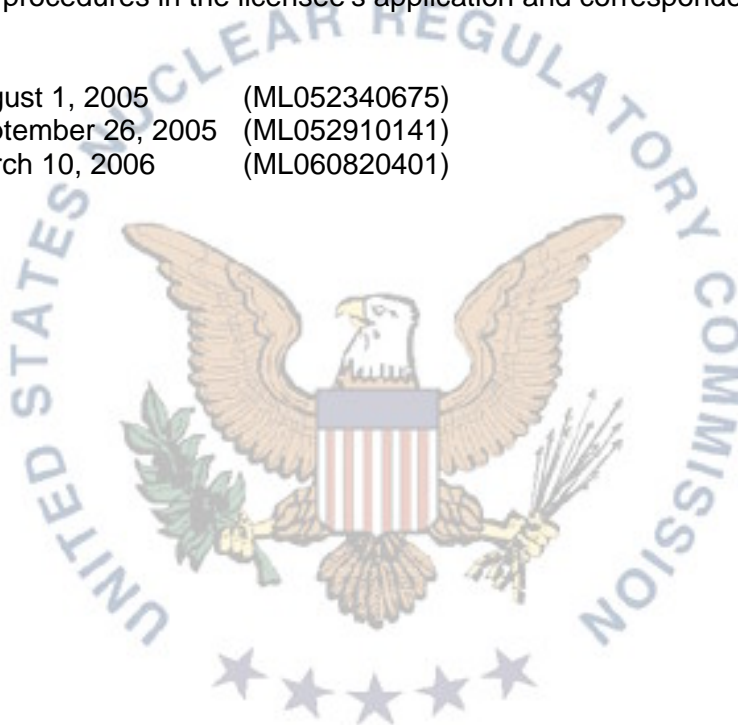 procedures in the licensee's application and corresponde
gust 1, 2005 (ML052340675)
ptember 26, 2005 (ML052910141)
rch 10, 2006 (ML060820401)
UNITED STATES NUCLEAR REGULATORY COMMISSION